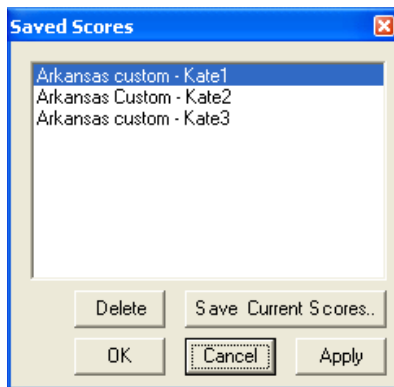 Saved Scores
Arkansas custom - Kate1
Arkansas Custom - Kate2
Arkansas custom - Kate3
Delete
Save Current Scores..
OK
Cancel
Apply